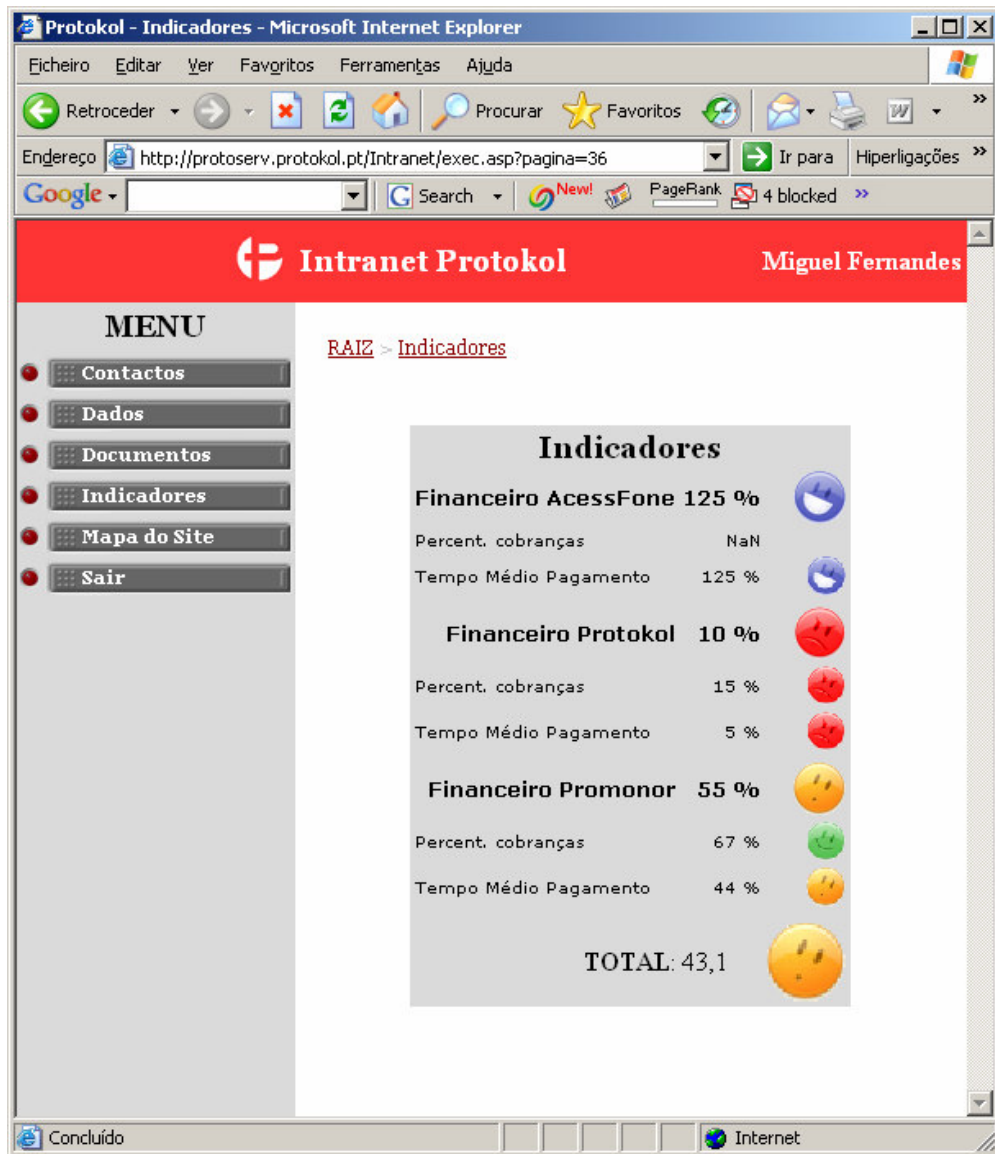 Protokol - Indicadores - Microsoft Internet Explorer
Ficheiro Editar Ver Favoritos Ferramentas Ajuda
Retroceder Procurar Favoritos »
Endereço http://protoserv.protokol.pt/Intranet/exec.asp?pagina=36 Ir para Hiperligações »
Google G Search New! PageRank 4 blocked »
Intranet Protokol Miguel Fernandes
MENU
Contactos
Dados
Documentos
Indicadores
Mapa do Site
Sair
RAIZ > Indicadores
Indicadores
Financeiro AcessFone 125 %
Percent. cobranças NaN
Tempo Médio Pagamento 125 %
Financeiro Protokol 10 %
Percent. cobranças 15 %
Tempo Médio Pagamento 5 %
Financeiro Promonor 55 %
Percent. cobranças 67 %
Tempo Médio Pagamento 44 %
TOTAL: 43,1
Concluído Internet